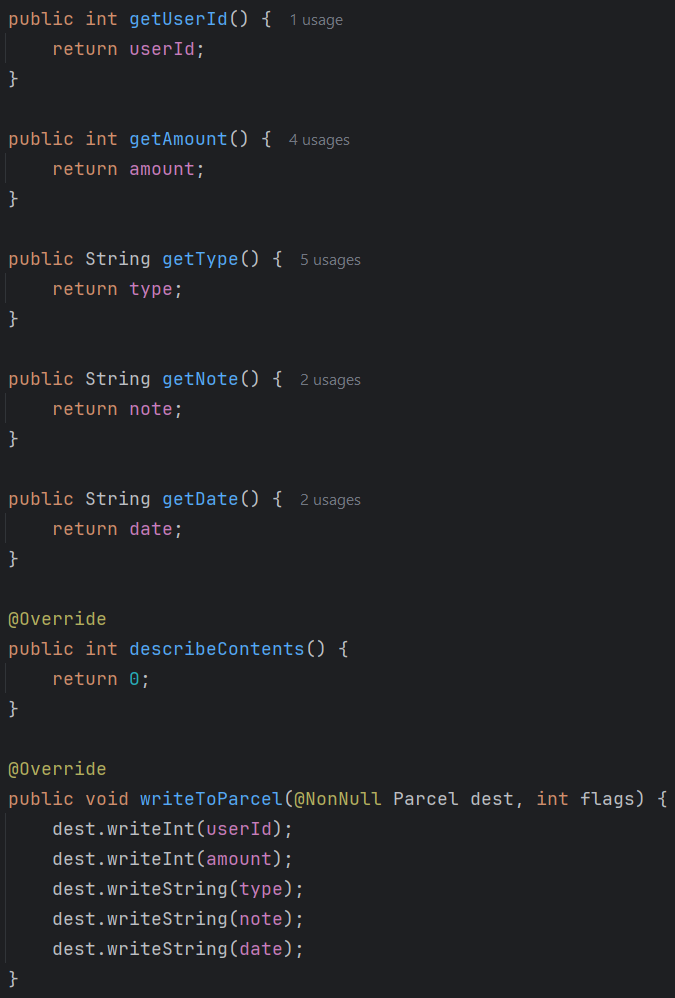 public int getUserId() { 1 usage
    return userId;
}

public int getAmount() { 4 usages
    return amount;
}

public String getType() { 5 usages
    return type;
}

public String getNote() { 2 usages
    return note;
}

public String getDate() { 2 usages
    return date;
}

@Override
public int describeContents() {
    return 0;
}

@Override
public void writeToParcel(@NonNull Parcel dest, int flags) {
    dest.writeInt(userId);
    dest.writeInt(amount);
    dest.writeString(type);
    dest.writeString(note);
    dest.writeString(date);
}